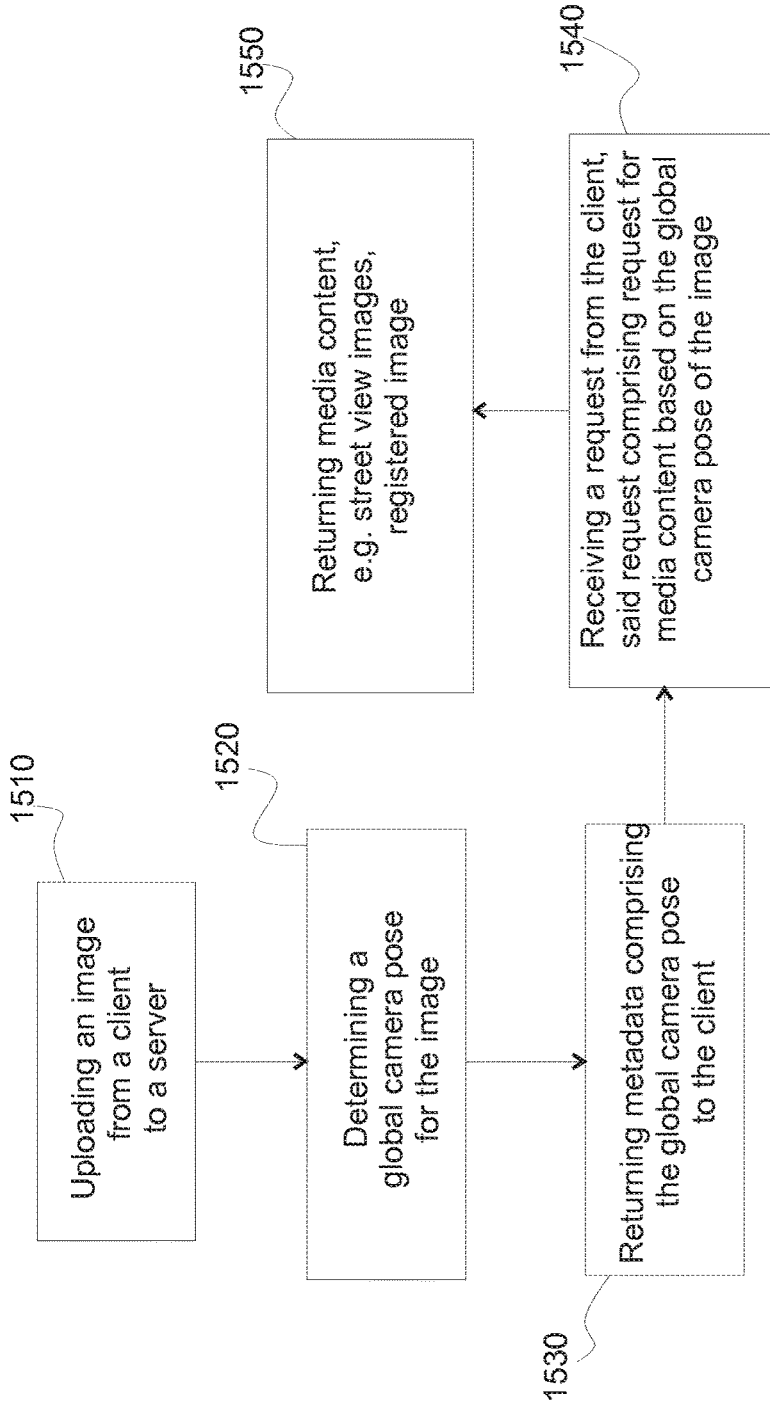 1510
Uploading an image
from a client
to a server
1520
Determining a
global camera pose
for the image
1530
Returning metadata comprising
the global camera pose
to the client
1540
Receiving a request from the client,
said request comprising request for
media content based on the global
camera pose of the image
1550
Returning media content,
e.g. street view images,
registered image